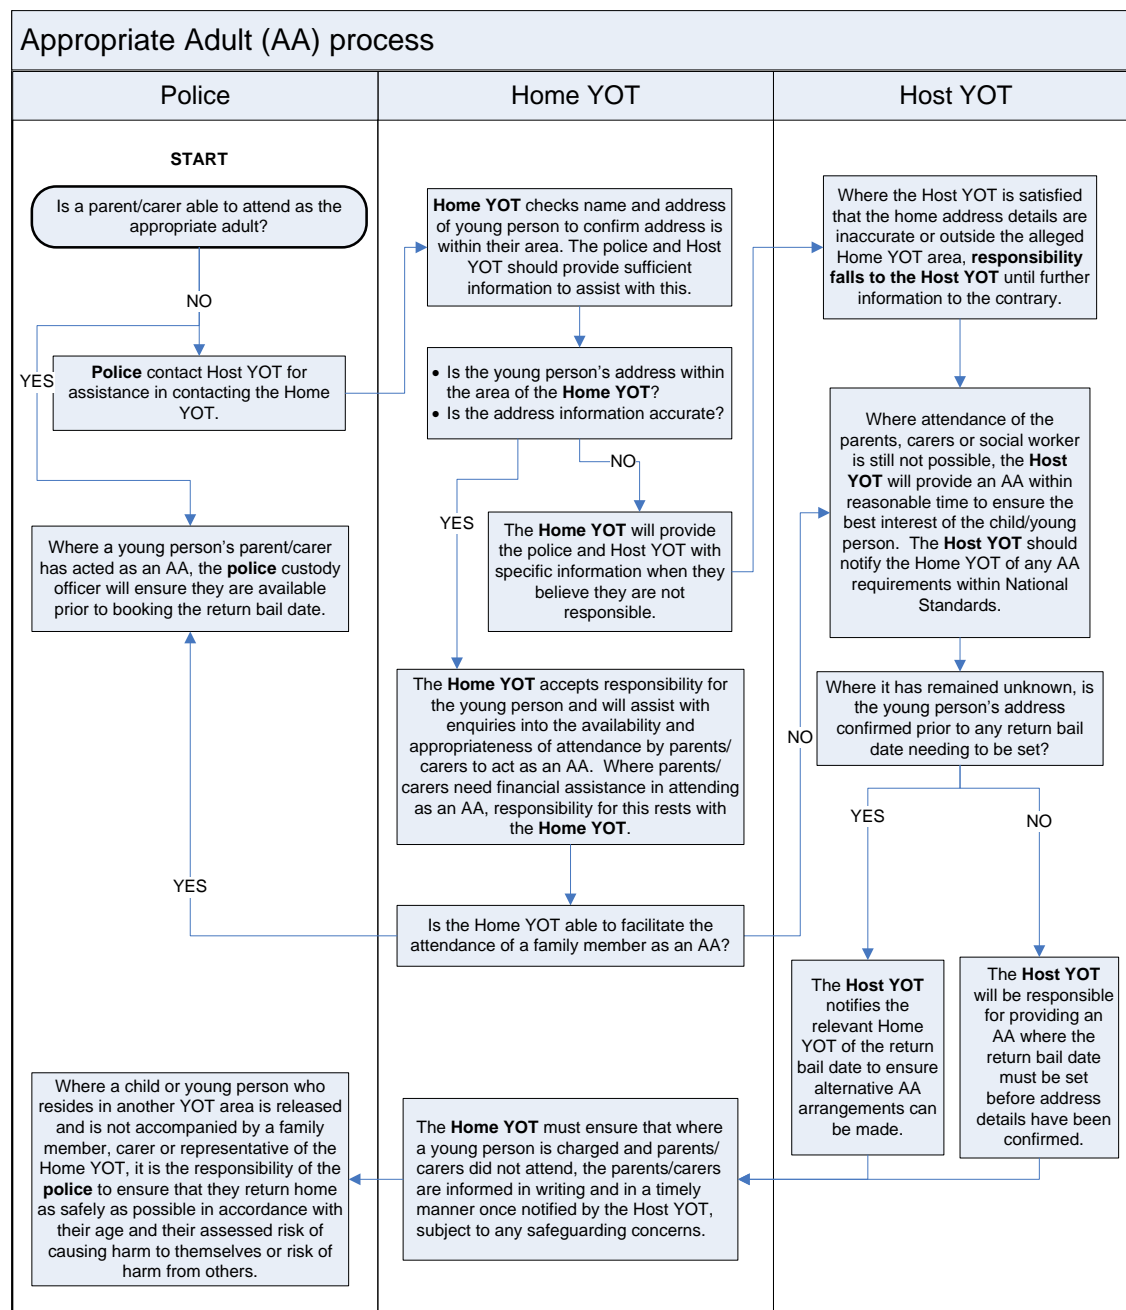 Appropriate Adult (AA) process
Police
Home YOT
Host YOT
START
Is a parent/carer able to attend as the
appropriate adult?
NO
YES
Police contact Host YOT for
assistance in contacting the Home
YOT.
Where a young person's parent/carer
has acted as an AA, the police custody
officer will ensure they are available
prior to booking the return bail date.
YES
Where a child or young person who
resides in another YOT area is released
and is not accompanied by a family
member, carer or representative of the
Home YOT, it is the responsibility of the
police to ensure that they return home
as safely as possible in accordance with
their age and their assessed risk of
causing harm to themselves or risk of
harm from others.
Home YOT checks name and address
of young person to confirm address is
within their area. The police and Host
YOT should provide sufficient
information to assist with this.
• Is the young person's address within
the area of the Home YOT?
• Is the address information accurate?
NO
YES
The Home YOT will provide
the police and Host YOT with
specific information when they
believe they are not
responsible.
The Home YOT accepts responsibility for
the young person and will assist with
enquiries into the availability and
appropriateness of attendance by parents/
carers to act as an AA.  Where parents/
carers need financial assistance in attending
as an AA, responsibility for this rests with
the Home YOT.
Is the Home YOT able to facilitate the
attendance of a family member as an AA?
The Home YOT must ensure that where
a young person is charged and parents/
carers did not attend, the parents/carers
are informed in writing and in a timely
manner once notified by the Host YOT,
subject to any safeguarding concerns.
Where the Host YOT is satisfied
that the home address details are
inaccurate or outside the alleged
Home YOT area, responsibility
falls to the Host YOT until further
information to the contrary.
Where attendance of the
parents, carers or social worker
is still not possible, the Host
YOT will provide an AA within
reasonable time to ensure the
best interest of the child/young
person.  The Host YOT should
notify the Home YOT of any AA
requirements within National
Standards.
NO
Where it has remained unknown, is
the young person's address
confirmed prior to any return bail
date needing to be set?
YES
NO
The Host YOT
notifies the
relevant Home
YOT of the return
bail date to ensure
alternative AA
arrangements can
be made.
The Host YOT
will be responsible
for providing an
AA where the
return bail date
must be set
before address
details have been
confirmed.